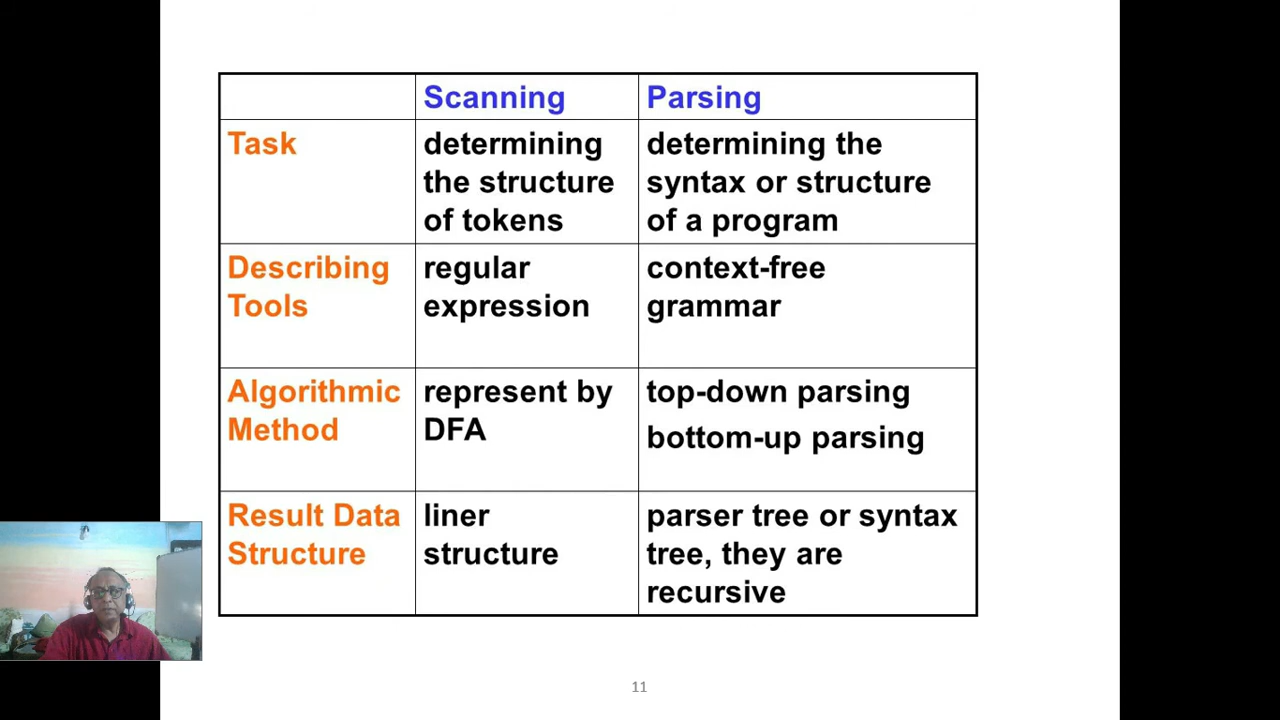 Scanning
Parsing
Task
determining
the structure
of tokens
determining the
syntax or structure
of a program
Describing
Tools
regular
expression
context-free
grammar
Algorithmic
Method
represent by
DFA
top-down parsing
bottom-up parsing
Result Data
Structure
liner
structure
parser tree or syntax
tree, they are
recursive
11